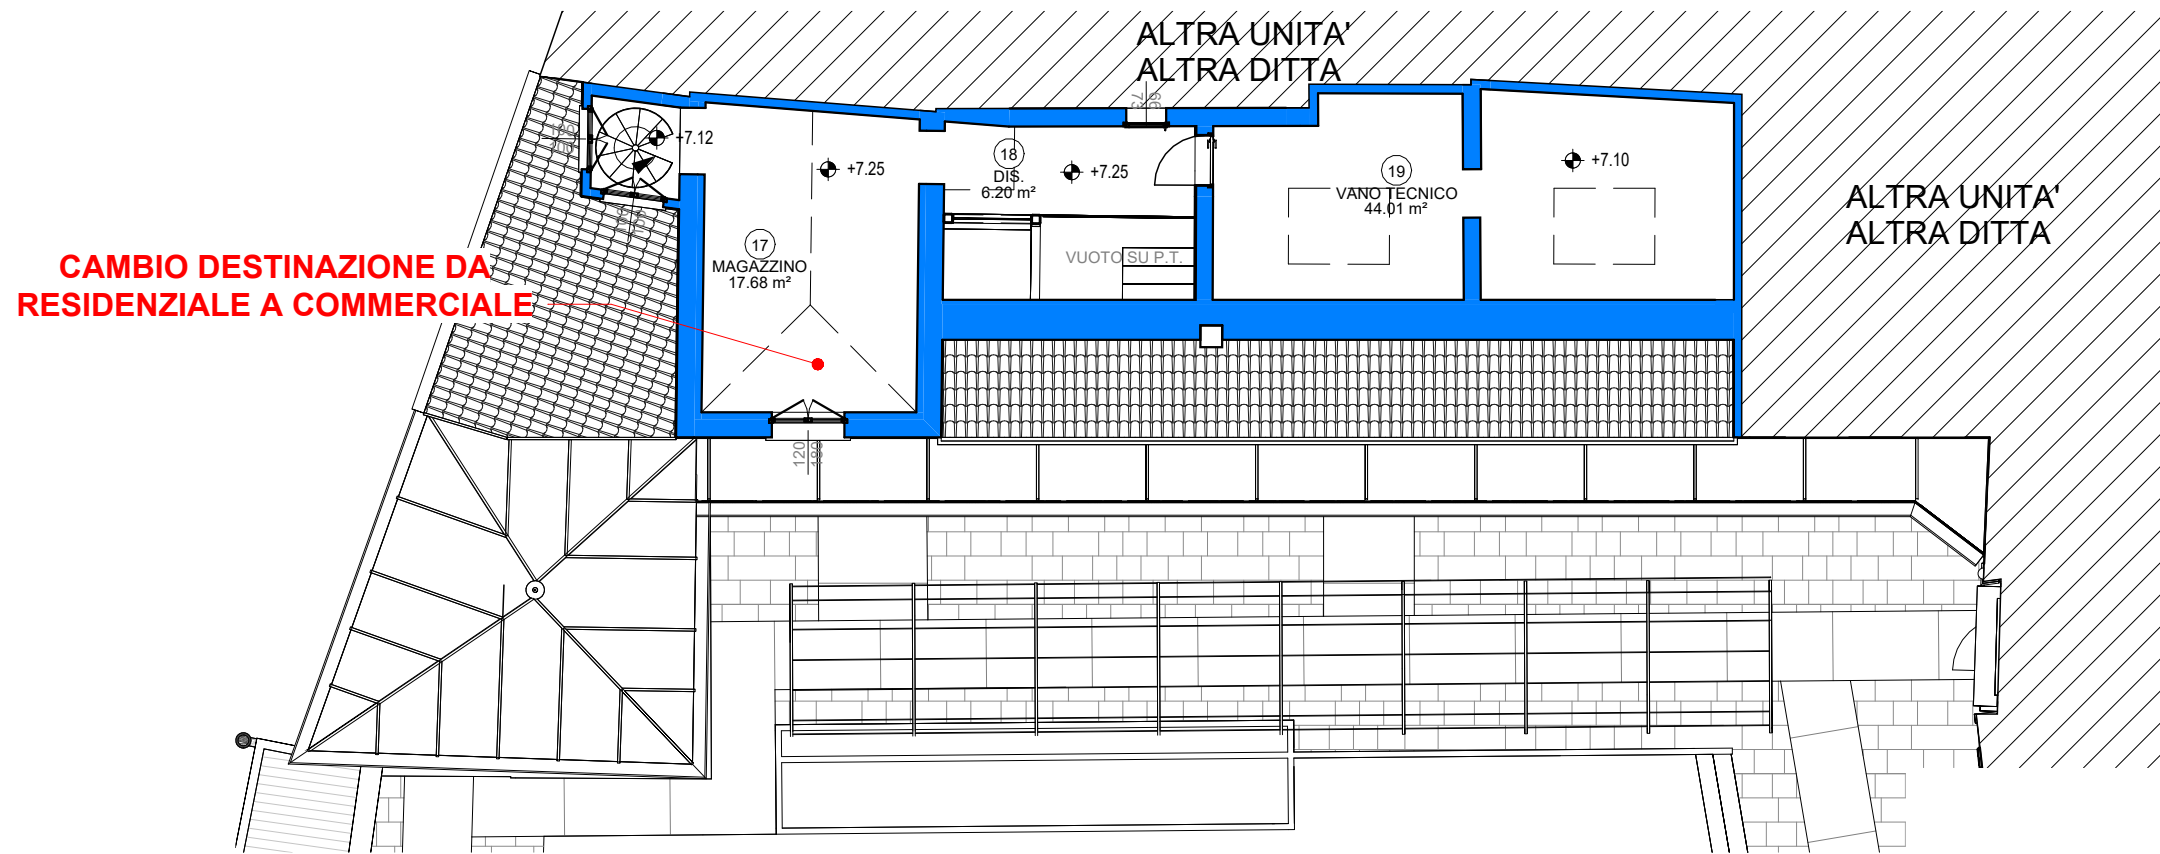 ALTRA UNITA'
ALTRA DITTA
ALTRA UNITA'
ALTRA DITTA
CAMBIO DESTINAZIONE DA
RESIDENZIALE A COMMERCIALE
+7.12
+7.25
17
MAGAZZINO
17.68 m²
18
DIS.
6.20 m²
+7.25
VUOTO SU P.T.
19
VANO TECNICO
44.01 m²
+7.10
120
180